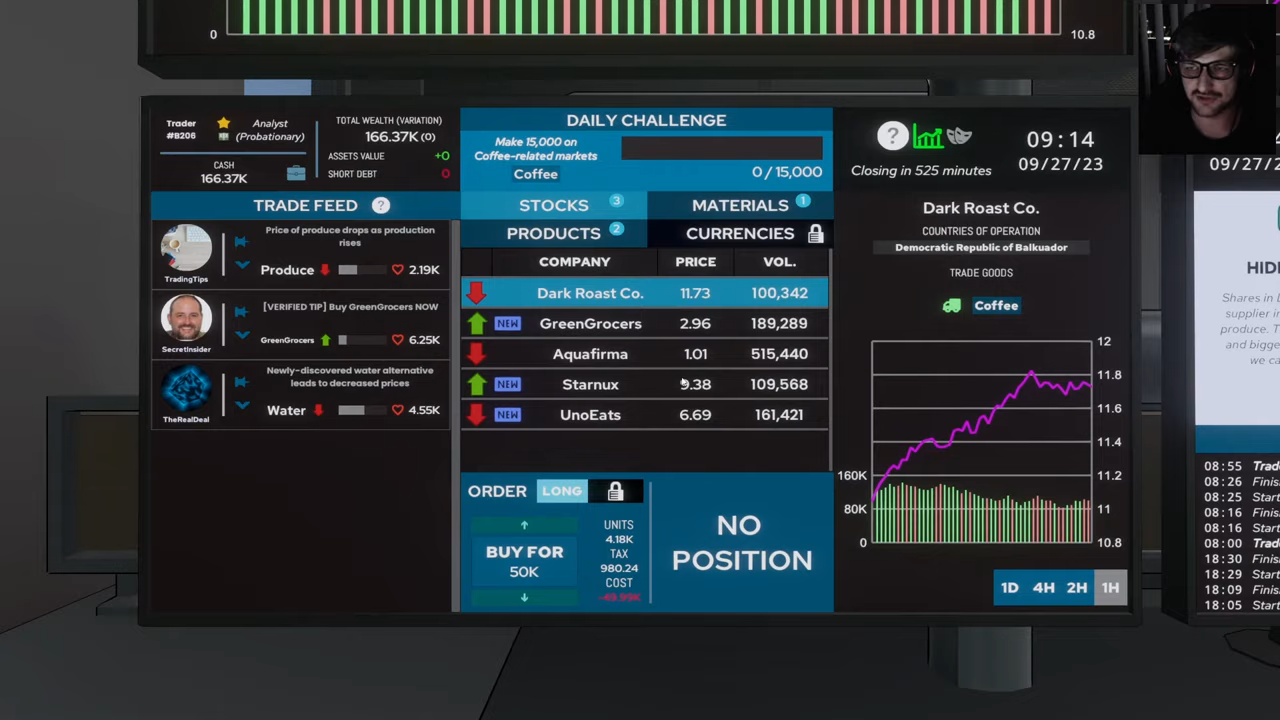 0
10.8
Trader
#B206
Analyst
(Probationary)
CASH
166.37K
TOTAL WEALTH (VARIATION)
166.37K (0)
ASSETS VALUE +0
SHORT DEBT 0
TRADE FEED ?
Price of produce drops as production
rises
Produce 2.19K
TradingTips
[VERIFIED TIP] Buy GreenGrocers NOW
GreenGrocers 6.25K
SecretInsider
Newly-discovered water alternative
leads to decreased prices
Water 4.55K
TheRealDeal
DAILY CHALLENGE
Make 15,000 on
Coffee-related markets
Coffee
0 / 15,000
STOCKS 3
MATERIALS 1
PRODUCTS 2
CURRENCIES
COMPANY PRICE VOL.
Dark Roast Co. 11.73 100,342
NEW GreenGrocers 2.96 189,289
Aquafirma 1.01 515,440
NEW Starnux 9.38 109,568
NEW UnoEats 6.69 161,421
ORDER LONG
BUY FOR
50K
UNITS
4.18K
TAX
980.24
COST
-49.99K
NO
POSITION
?
Closing in 525 minutes
09:14
09/27/23
Dark Roast Co.
COUNTRIES OF OPERATION
Democratic Republic of Balkuador
TRADE GOODS
Coffee
12
11.8
11.6
11.4
11.2
11
10.8
160K
80K
0
1D 4H 2H 1H
09/27/23
HID
Shares in
supplier in
produce. T
and bigge
we ca
08:55 Trad
08:26 Finis
08:25 Start
08:16 Finis
08:16 Start
08:00 Trad
18:30 Finis
18:29 Start
18:09 Finis
18:05 Start